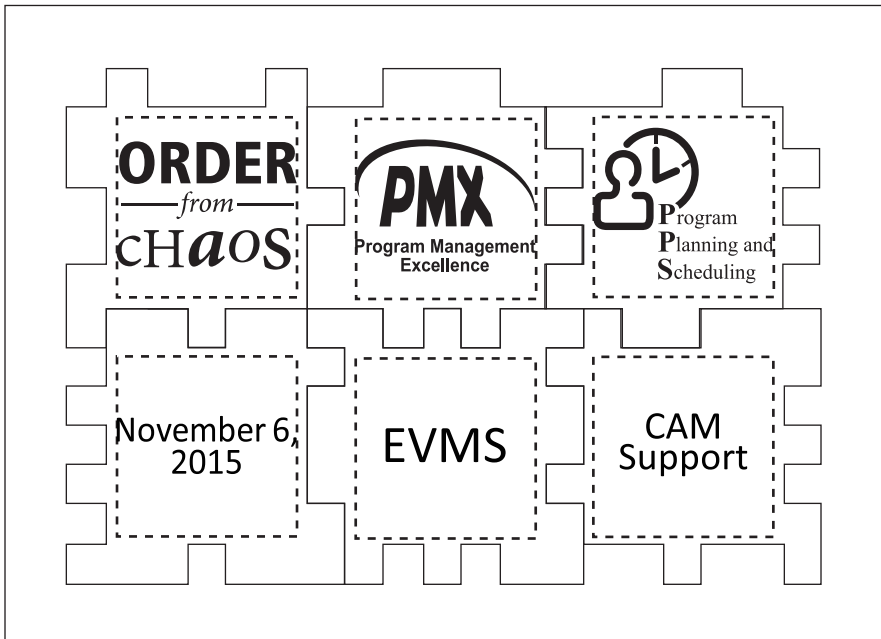 ORDER
from
cHaOS
PMX
Program Management
Excellence
Program
Planning and
Scheduling
November 6,
2015
EVMS
CAM
Support